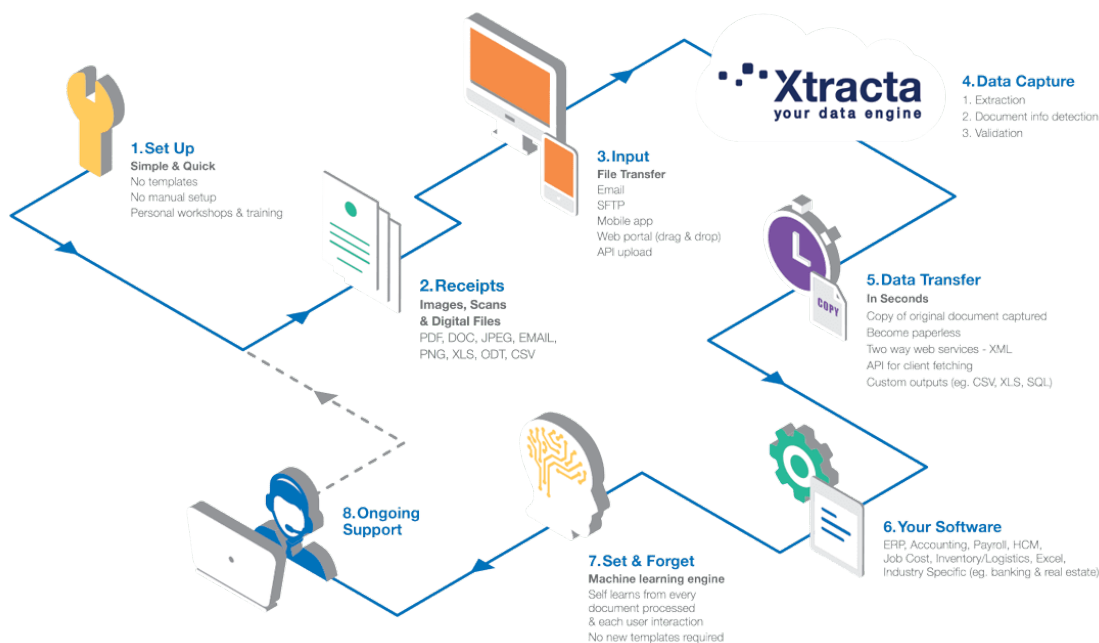 1.Set Up
Simple & Quick
No templates
No manual setup
Personal workshops & training
2.Receipts
Images, Scans
& Digital Files
PDF, DOC, JPEG, EMAIL,
PNG, XLS, ODT, CSV
3.Input
File Transfer
Email
SFTP
Mobile app
Web portal (drag & drop)
API upload
Xtracta
your data engine
4.Data Capture
1. Extraction
2. Document info detection
3. Validation
COPY
5.Data Transfer
In Seconds
Copy of original document captured
Become paperless
Two way web services - XML
API for client fetching
Custom outputs (eg. CSV, XLS, SQL)
6.Your Software
ERP, Accounting, Payroll, HCM,
Job Cost, Inventory/Logistics, Excel,
Industry Specific (eg. banking & real estate)
7.Set & Forget
Machine learning engine
Self learns from every
document processed
& each user interaction
No new templates required
8.Ongoing
Support